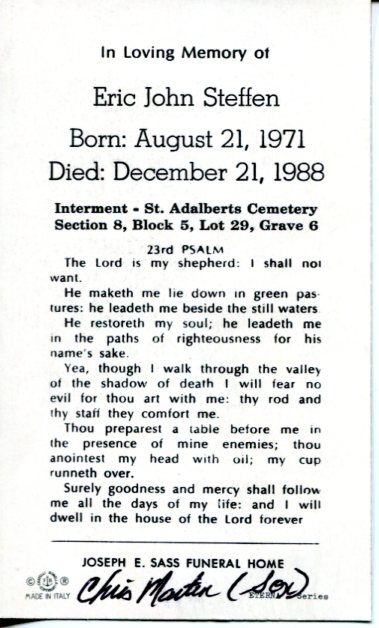 In Loving Memory of
Eric John Steffen
Born: August 21, 1971
Died: December 21, 1988
Interment - St. Adalberts Cemetery
Section 8, Block 5, Lot 29, Grave 6
23rd PSALM
The Lord is my shepherd: I shall not
want.
He maketh me lie down in green pas-
tures: he leadeth me beside the still waters
He restoreth my soul; he leadeth me
in the paths of righteousness for his
name's sake.
Yea, though I walk through the valley
of the shadow of death I will fear no
evil for thou art with me: thy rod and
thy staff they comfort me.
Thou preparest a table before me in
the presence of mine enemies; thou
anointest my head with oil; my cup
runneth over.
Surely goodness and mercy shall follow
me all the days of my life: and I will
dwell in the house of the Lord forever
JOSEPH E. SASS FUNERAL HOME
© ®
MADE IN ITALY
Chris (Son)
Series